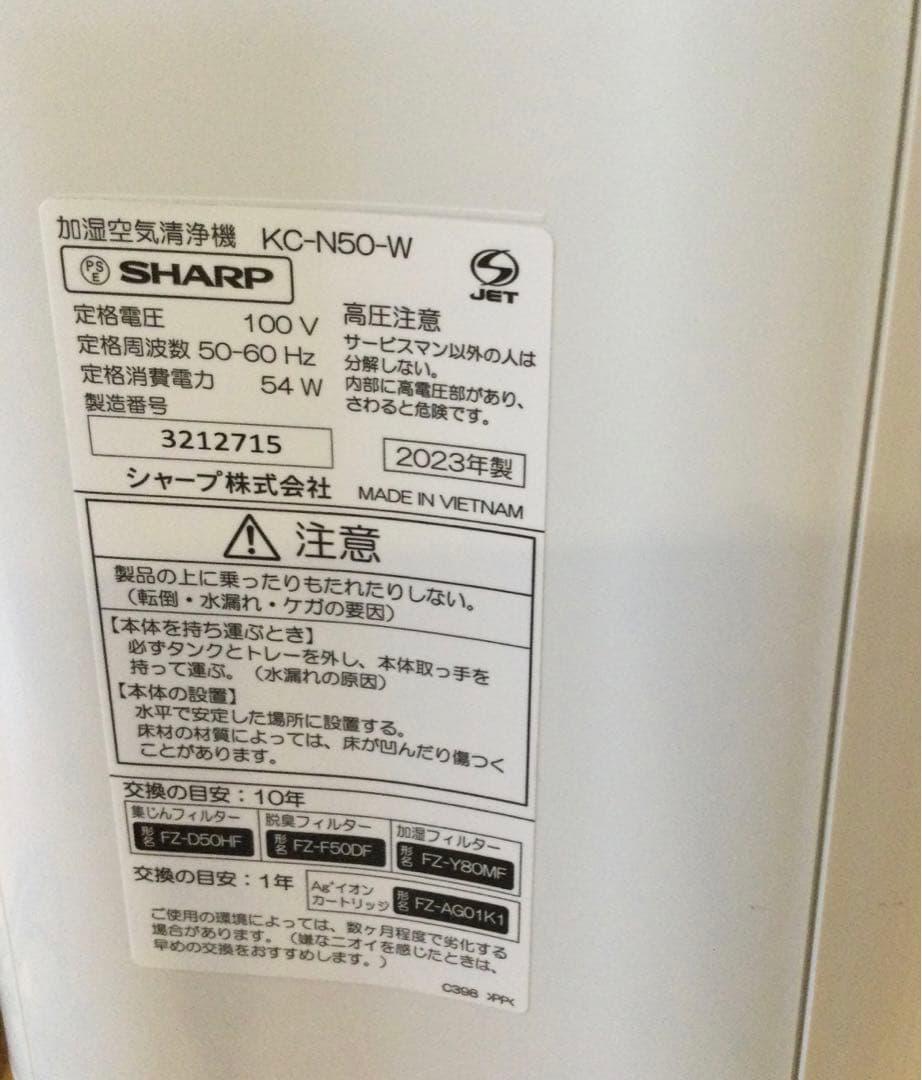 加湿空気清浄機 KC-N50-W
PSE SHARP
JET
定格電圧 100 V
定格周波数 50-60 Hz
定格消費電力 54 W
製造番号
3212715
シャープ株式会社
高圧注意
サービスマン以外の人は
分解しない。
内部に高電圧部があり、
さわると危険です。
2023年製
MADE IN VIETNAM
注意
製品の上に乗ったりもたれたりしない。
（転倒・水漏れ・ケガの要因）
【本体を持ち運ぶとき】
必ずタンクとトレーを外し、本体取っ手を
持って運ぶ。（水漏れの原因）
【本体の設置】
水平で安定した場所に設置する。
床材の材質によっては、床が凹んだり傷つく
ことがあります。
交換の目安：10年
集じんフィルター
形名 FZ-D50HF
脱臭フィルター
形名 FZ-F50DF
加湿フィルター
形名 FZ-Y80MF
交換の目安：1年
Ag⁺イオン
カートリッジ
形名 FZ-AG01K1
ご使用の環境によっては、数ヶ月程度で劣化する
場合があります。（嫌なニオイを感じたときは、
早めの交換をおすすめします。）
C398 >PP<